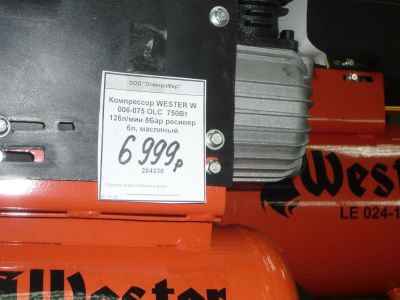 ООО "ЭлектроМир"
Компрессор WESTER W
006-075 OLC 750Вт
126л/мин 8Бар ресивер
6л, масляный
6 999р
284330
Wester
LE 024-1
Wester